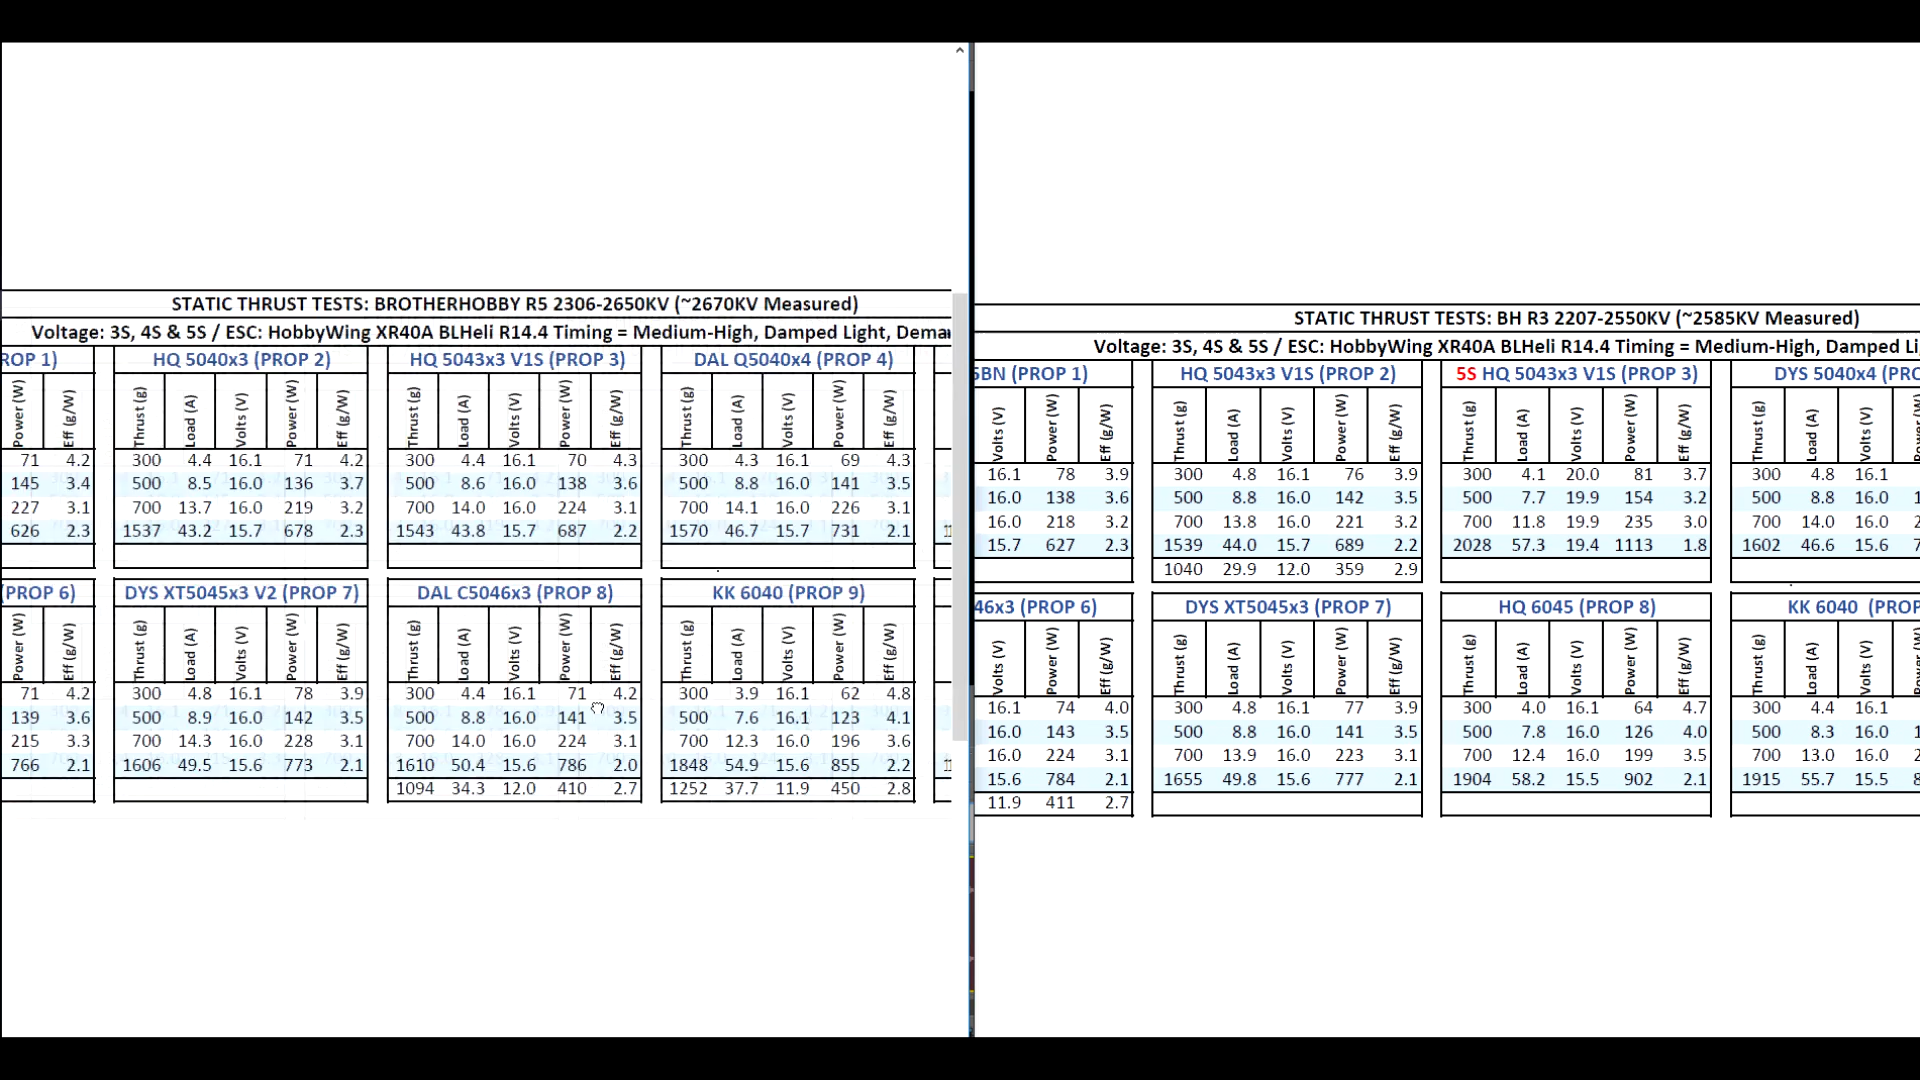 STATIC THRUST TESTS: BROTHERHOBBY R5 2306-2650KV (~2670KV Measured)
Voltage: 3S, 4S & 5S / ESC: HobbyWing XR40A BLHeli R14.4 Timing = Medium-High, Damped Light, Dema
ROP 1) HQ 5040x3 (PROP 2) HQ 5043x3 V1S (PROP 3) DAL Q5040x4 (PROP 4)
Power (W) Eff (g/W) Thrust (g) Load (A) Volts (V) Power (W) Eff (g/W) Thrust (g) Load (A) Volts (V) Power (W) Eff (g/W) Thrust (g) Load (A) Volts (V) Power (W) Eff (g/W)
71 4.2 300 4.4 16.1 71 4.2 300 4.4 16.1 70 4.3 300 4.3 16.1 69 4.3
145 3.4 500 8.5 16.0 136 3.7 500 8.6 16.0 138 3.6 500 8.8 16.0 141 3.5
227 3.1 700 13.7 16.0 219 3.2 700 14.0 16.0 224 3.1 700 14.1 16.0 226 3.1
626 2.3 1537 43.2 15.7 678 2.3 1543 43.8 15.7 687 2.2 1570 46.7 15.7 731 2.1
(PROP 6) DYS XT5045x3 V2 (PROP 7) DAL C5046x3 (PROP 8) KK 6040 (PROP 9)
Power (W) Eff (g/W) Thrust (g) Load (A) Volts (V) Power (W) Eff (g/W) Thrust (g) Load (A) Volts (V) Power (W) Eff (g/W) Thrust (g) Load (A) Volts (V) Power (W) Eff (g/W)
71 4.2 300 4.8 16.1 78 3.9 300 4.4 16.1 71 4.2 300 3.9 16.1 62 4.8
139 3.6 500 8.9 16.0 142 3.5 500 8.8 16.0 141 3.5 500 7.6 16.1 123 4.1
215 3.3 700 14.3 16.0 228 3.1 700 14.0 16.0 224 3.1 700 12.3 16.0 196 3.6
766 2.1 1606 49.5 15.6 773 2.1 1610 50.4 15.6 786 2.0 1848 54.9 15.6 855 2.2
1094 34.3 12.0 410 2.7 1252 37.7 11.9 450 2.8
STATIC THRUST TESTS: BH R3 2207-2550KV (~2585KV Measured)
Voltage: 3S, 4S & 5S / ESC: HobbyWing XR40A BLHeli R14.4 Timing = Medium-High, Damped Li
5BN (PROP 1) HQ 5043x3 V1S (PROP 2) 5S HQ 5043x3 V1S (PROP 3) DYS 5040x4 (PRO
Volts (V) Power (W) Eff (g/W) Thrust (g) Load (A) Volts (V) Power (W) Eff (g/W) Thrust (g) Load (A) Volts (V) Power (W) Eff (g/W) Thrust (g) Load (A) Volts (V)
16.1 78 3.9 300 4.8 16.1 76 3.9 300 4.1 20.0 81 3.7 300 4.8 16.1
16.0 138 3.6 500 8.8 16.0 142 3.5 500 7.7 19.9 154 3.2 500 8.8 16.0 1
16.0 218 3.2 700 13.8 16.0 221 3.2 700 11.8 19.9 235 3.0 700 14.0 16.0 2
15.7 627 2.3 1539 44.0 15.7 689 2.2 2028 57.3 19.4 1113 1.8 1602 46.6 15.6 7
1040 29.9 12.0 359 2.9
46x3 (PROP 6) DYS XT5045x3 (PROP 7) HQ 6045 (PROP 8) KK 6040 (PROP
Volts (V) Power (W) Eff (g/W) Thrust (g) Load (A) Volts (V) Power (W) Eff (g/W) Thrust (g) Load (A) Volts (V) Power (W) Eff (g/W) Thrust (g) Load (A) Volts (V)
16.1 74 4.0 300 4.8 16.1 77 3.9 300 4.0 16.1 64 4.7 300 4.4 16.1
16.0 143 3.5 500 8.8 16.0 141 3.5 500 7.8 16.0 126 4.0 500 8.3 16.0 1
16.0 224 3.1 700 13.9 16.0 223 3.1 700 12.4 16.0 199 3.5 700 13.0 16.0 2
15.6 784 2.1 1655 49.8 15.6 777 2.1 1904 58.2 15.5 902 2.1 1915 55.7 15.5 8
11.9 411 2.7